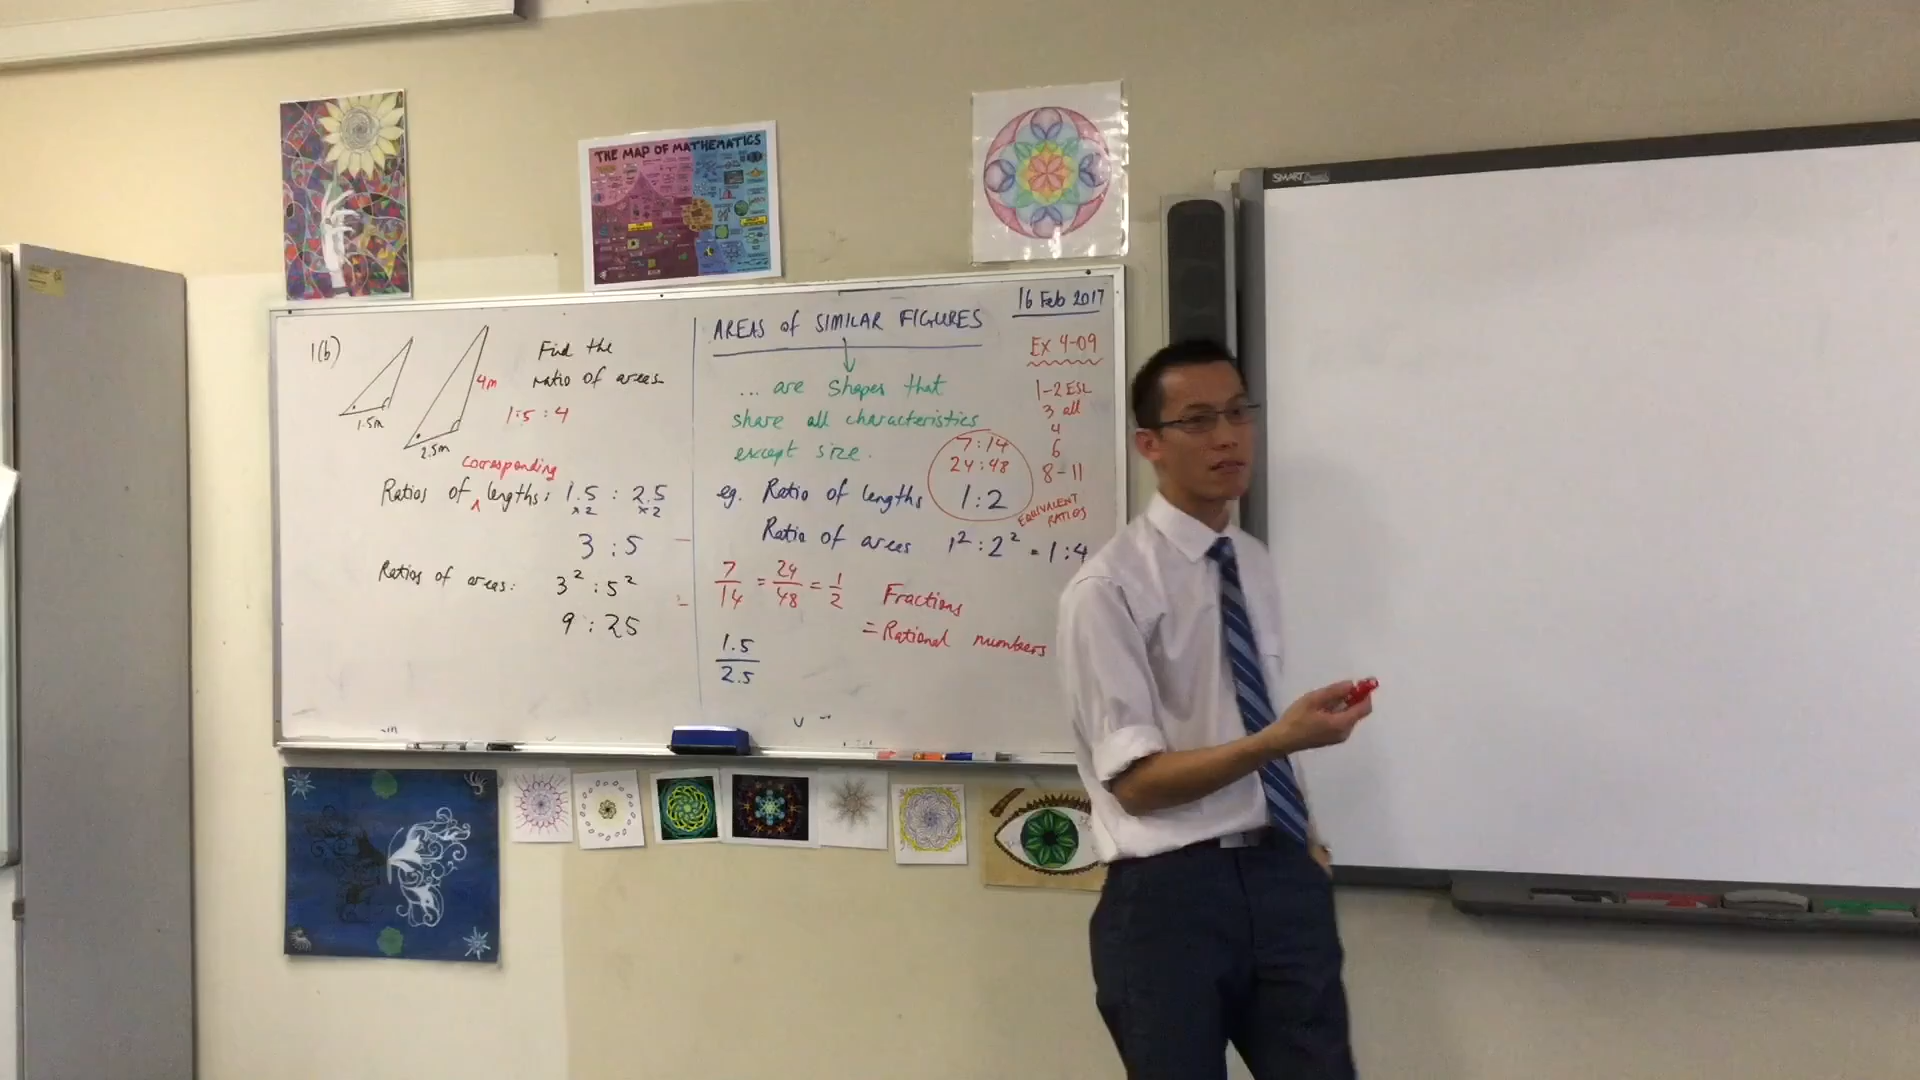 THE MAP OF MATHEMATICS
SMART Board
1(b)
4m
1.5m
2.5m
Find the
ratio of areas
1.5 : 4
corresponding
Ratios of ^ lengths: 1.5 : 2.5
×2 ×2
3 : 5
Ratios of areas: 3² : 5²
9 : 25
AREAS of SIMILAR FIGURES
16 Feb 2017
... are shapes that
share all characteristics
except size.
7:14
24:48
eg. Ratio of lengths 1:2
Ratio of areas 1² : 2² = 1:4
7/14 = 24/48 = 1/2
Fractions
= Rational numbers
1.5/2.5
Ex 4-09
1-2 ESL
3 all
4
6
8-11
EQUIVALENT
RATIOS